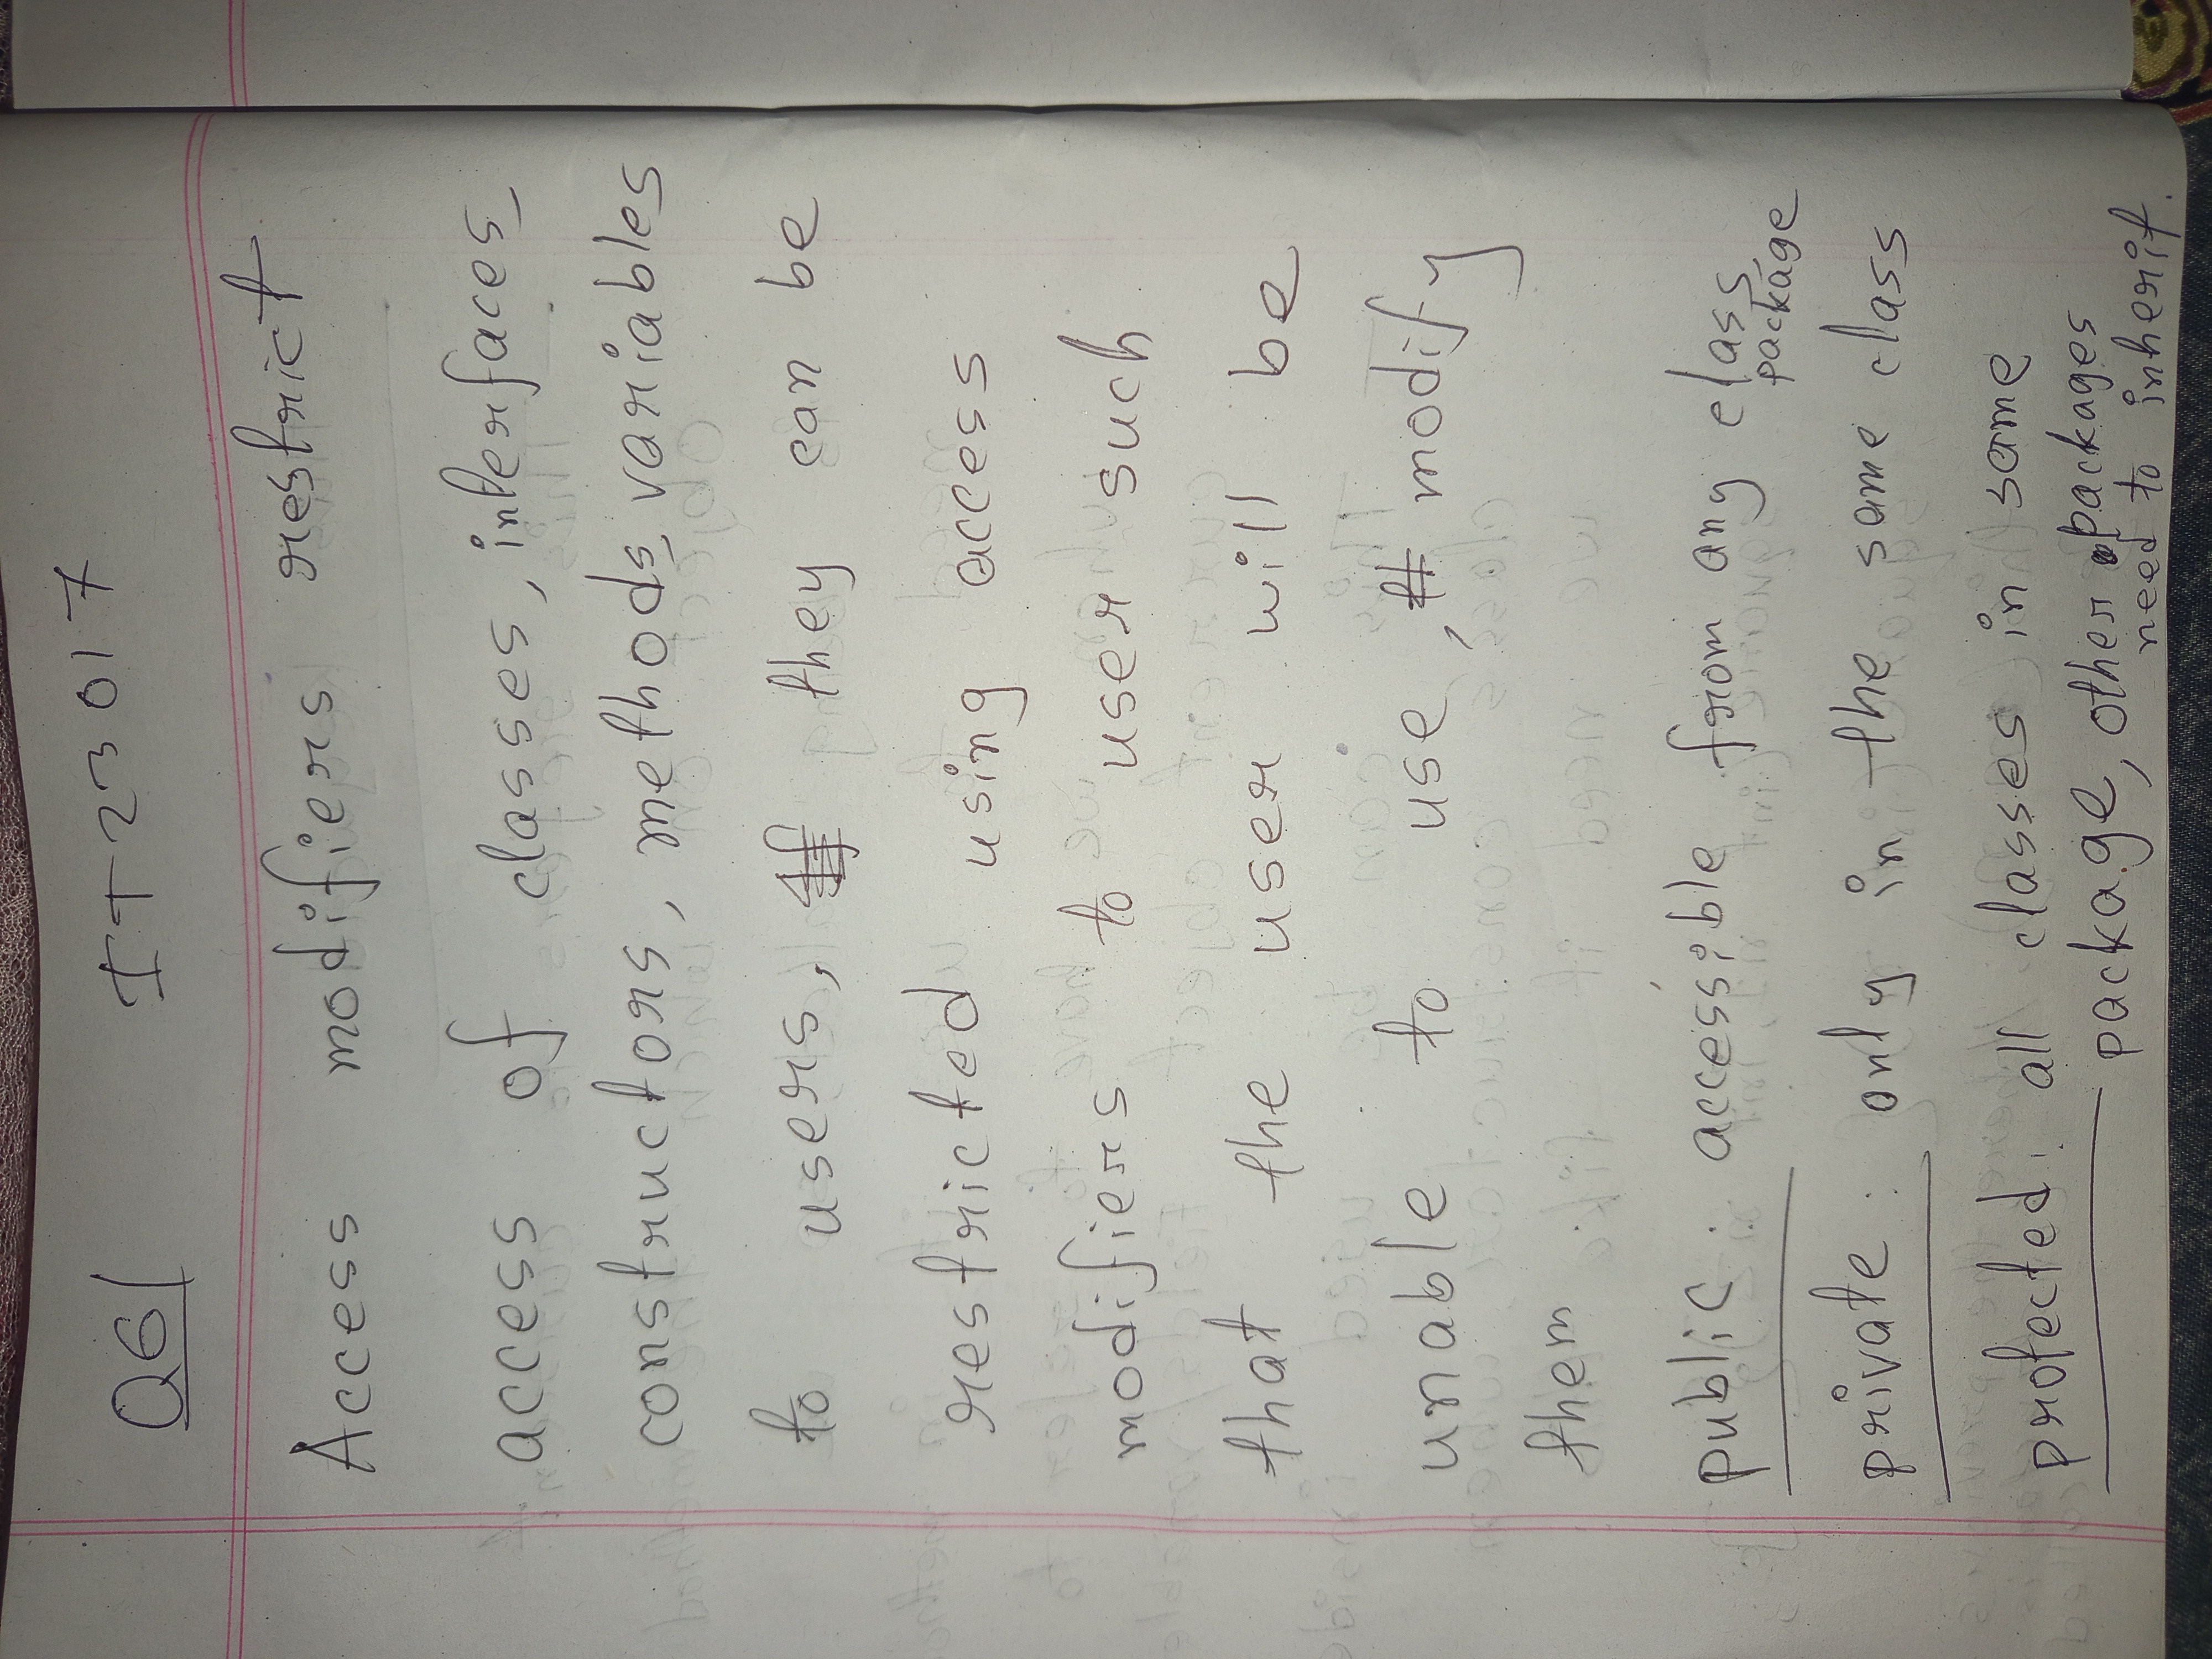 Q6/ IT23017
Access modifiers restrict
access of classes, interfaces,
constructors, methods, variables
to users, they can be
restricted using access
modifiers to user such
that the user will be
unable to use, modify
them
public: accessible from any class,
package
private: only in the same class
protected: all classes in same
package, other packages
need to inherit.